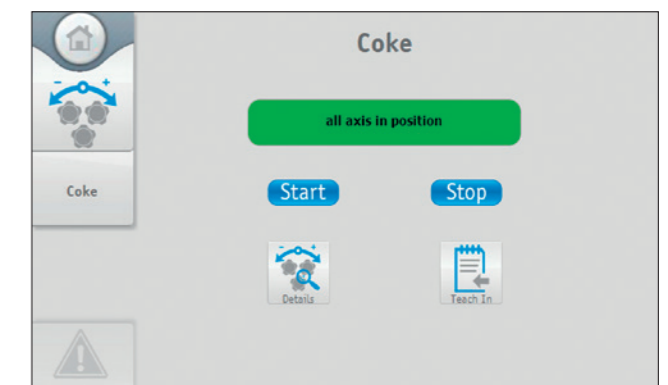 Coke
all axis in position
Coke
Start
Stop
Details
Teach In